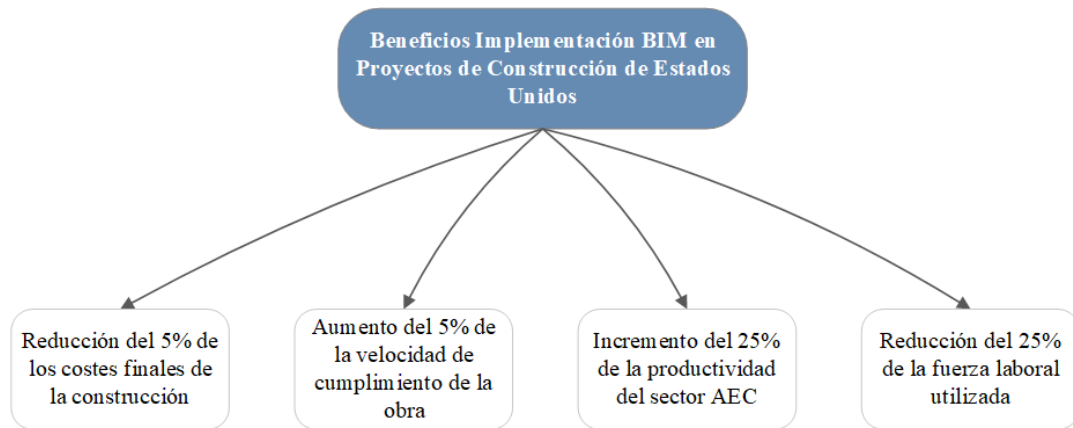 Beneficios Implementación BIM en
Proyectos de Construcción de Estados
Unidos
Reducción del 5% de
los costes finales de
la construcción
Aumento del 5% de
la velocidad de
cumplimiento de la
obra
Incremento del 25%
de la productividad
del sector AEC
Reducción del 25%
de la fuerza laboral
utilizada